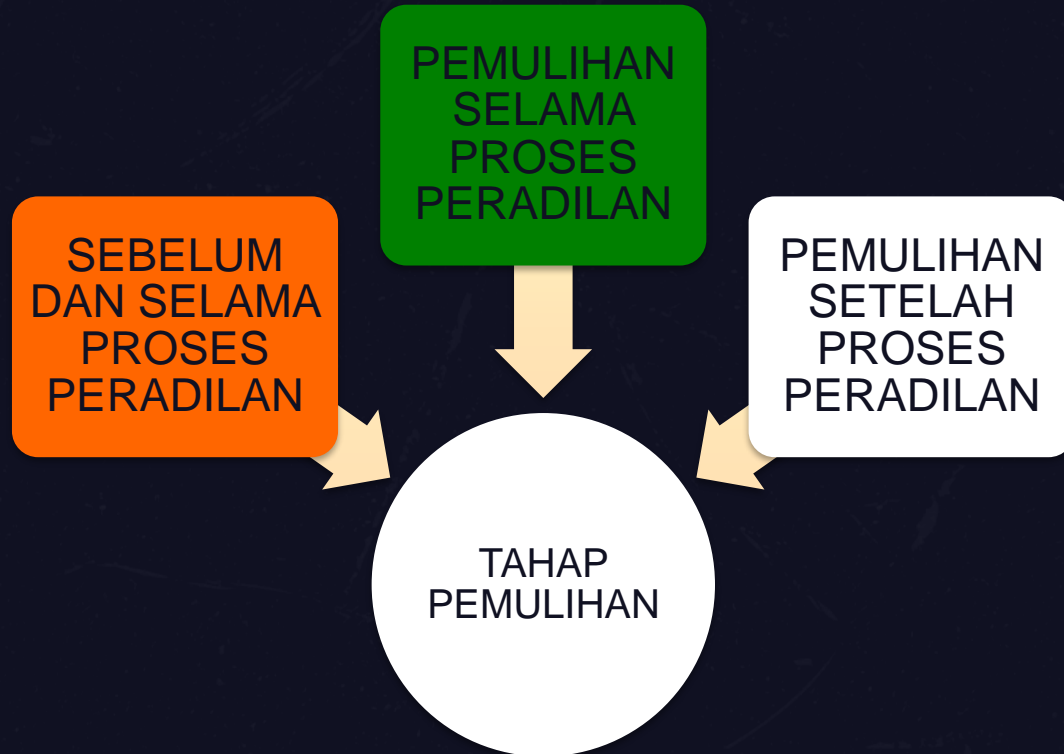 PEMULIHAN
SELAMA
PROSES
PERADILAN
SEBELUM
DAN SELAMA
PROSES
PERADILAN
PEMULIHAN
SETELAH
PROSES
PERADILAN
TAHAP
PEMULIHAN